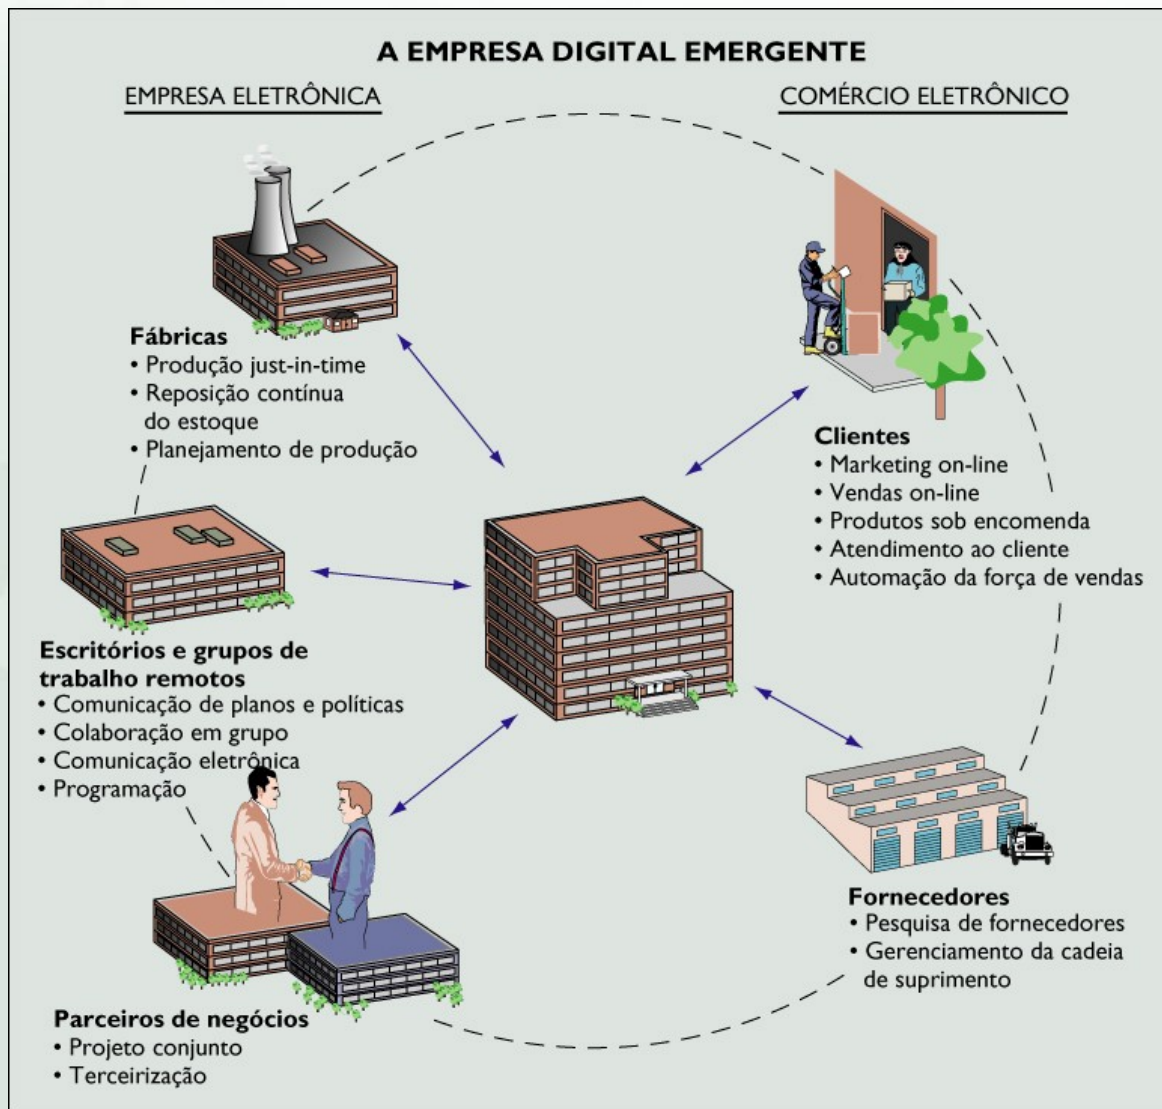 A EMPRESA DIGITAL EMERGENTE
EMPRESA ELETRÔNICA
COMÉRCIO ELETRÔNICO
Fábricas
• Produção just-in-time
• Reposição contínua
do estoque
• Planejamento de produção
Clientes
• Marketing on-line
• Vendas on-line
• Produtos sob encomenda
• Atendimento ao cliente
• Automação da força de vendas
Escritórios e grupos de
trabalho remotos
• Comunicação de planos e políticas
• Colaboração em grupo
• Comunicação eletrônica
• Programação
Fornecedores
• Pesquisa de fornecedores
• Gerenciamento da cadeia
de suprimento
Parceiros de negócios
• Projeto conjunto
• Terceirização